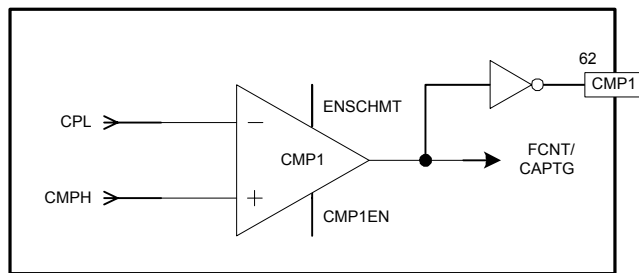 62
CMP1
ENSCHMT
CPL
−
CMP1
FCNT/
CAPTG
CMPH
+
CMP1EN